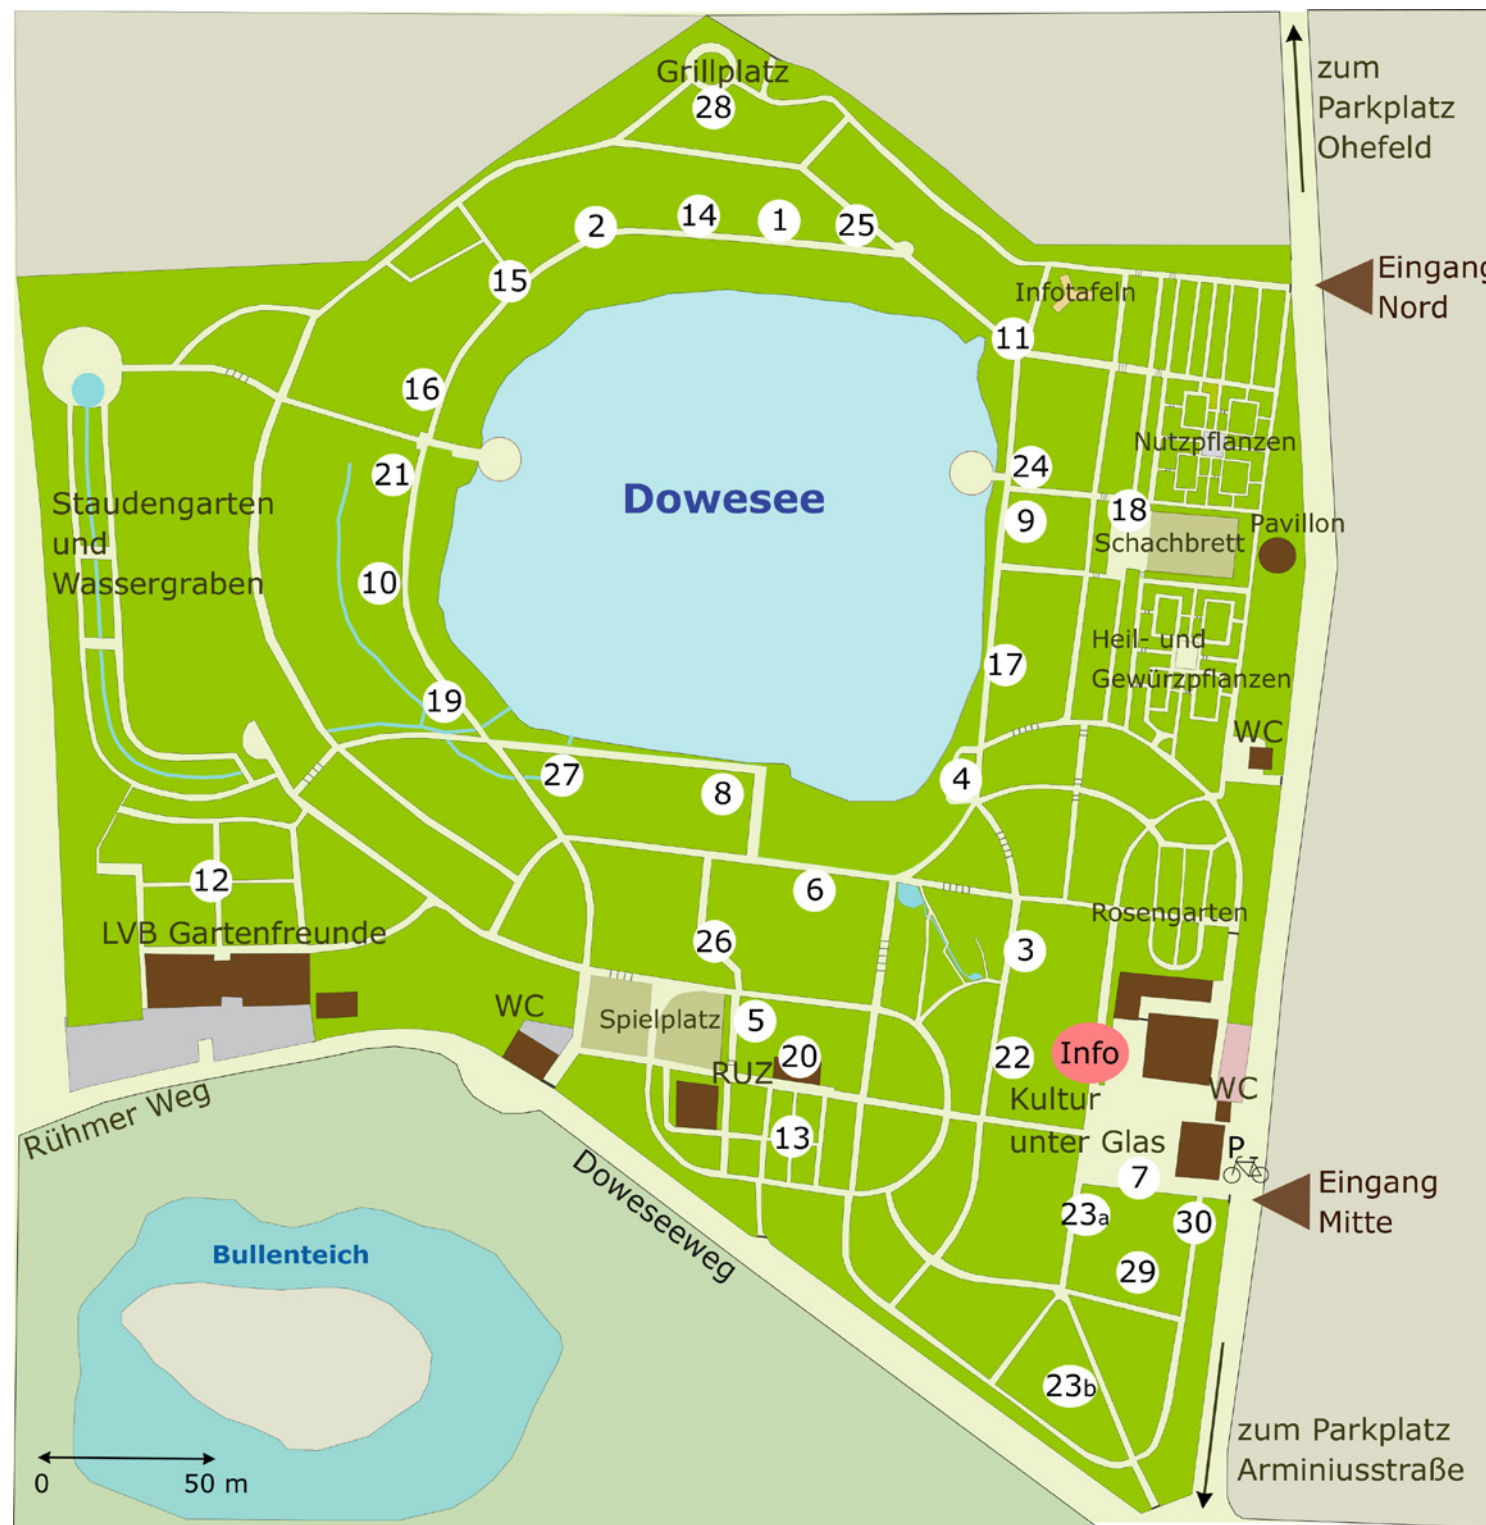 Grillplatz
28
zum
Parkplatz
Ohefeld
2
14
1
25
15
Eingang
Nord
Infotafeln
11
16
Nutzpflanzen
21
24
Staudengarten
und
Wassergraben
Dowesee
9
18
Pavillon
Schachbrett
10
Heil- und
Gewürzpflanzen
17
19
WC
27
8
4
12
6
Rosengarten
LVB Gartenfreunde
26
3
WC
Spielplatz
5
RUZ
20
22
Info
WC
Kultur
unter Glas
Rühmer Weg
13
P
7
Doweseeweg
23a
30
Eingang
Mitte
29
Bullenteich
23b
zum Parkplatz
Arminiusstraße
0 50 m